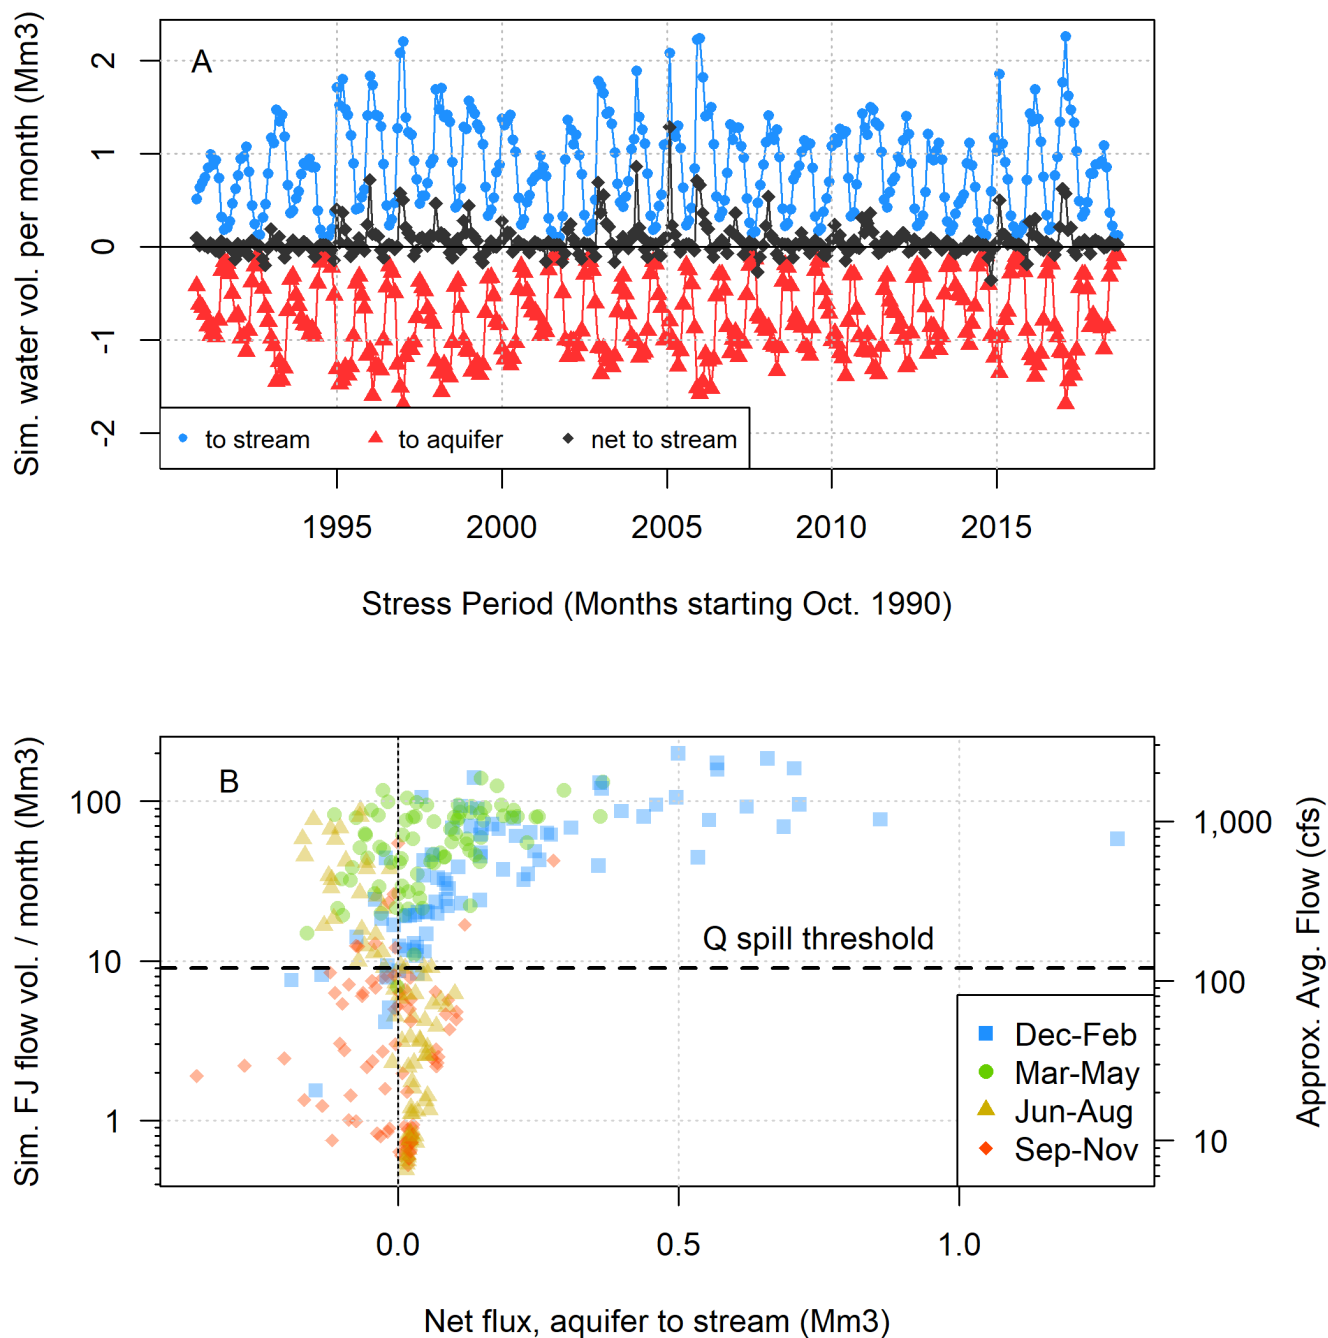 Sim. water vol. per month (Mm3)
2
1
0
-1
-2
A
to stream
to aquifer
net to stream
1995
2000
2005
2010
2015
Stress Period (Months starting Oct. 1990)
Sim. FJ flow vol. / month (Mm3)
100
10
1
B
Q spill threshold
1,000
100
10
Approx. Avg. Flow (cfs)
Dec-Feb
Mar-May
Jun-Aug
Sep-Nov
0.0
0.5
1.0
Net flux, aquifer to stream (Mm3)